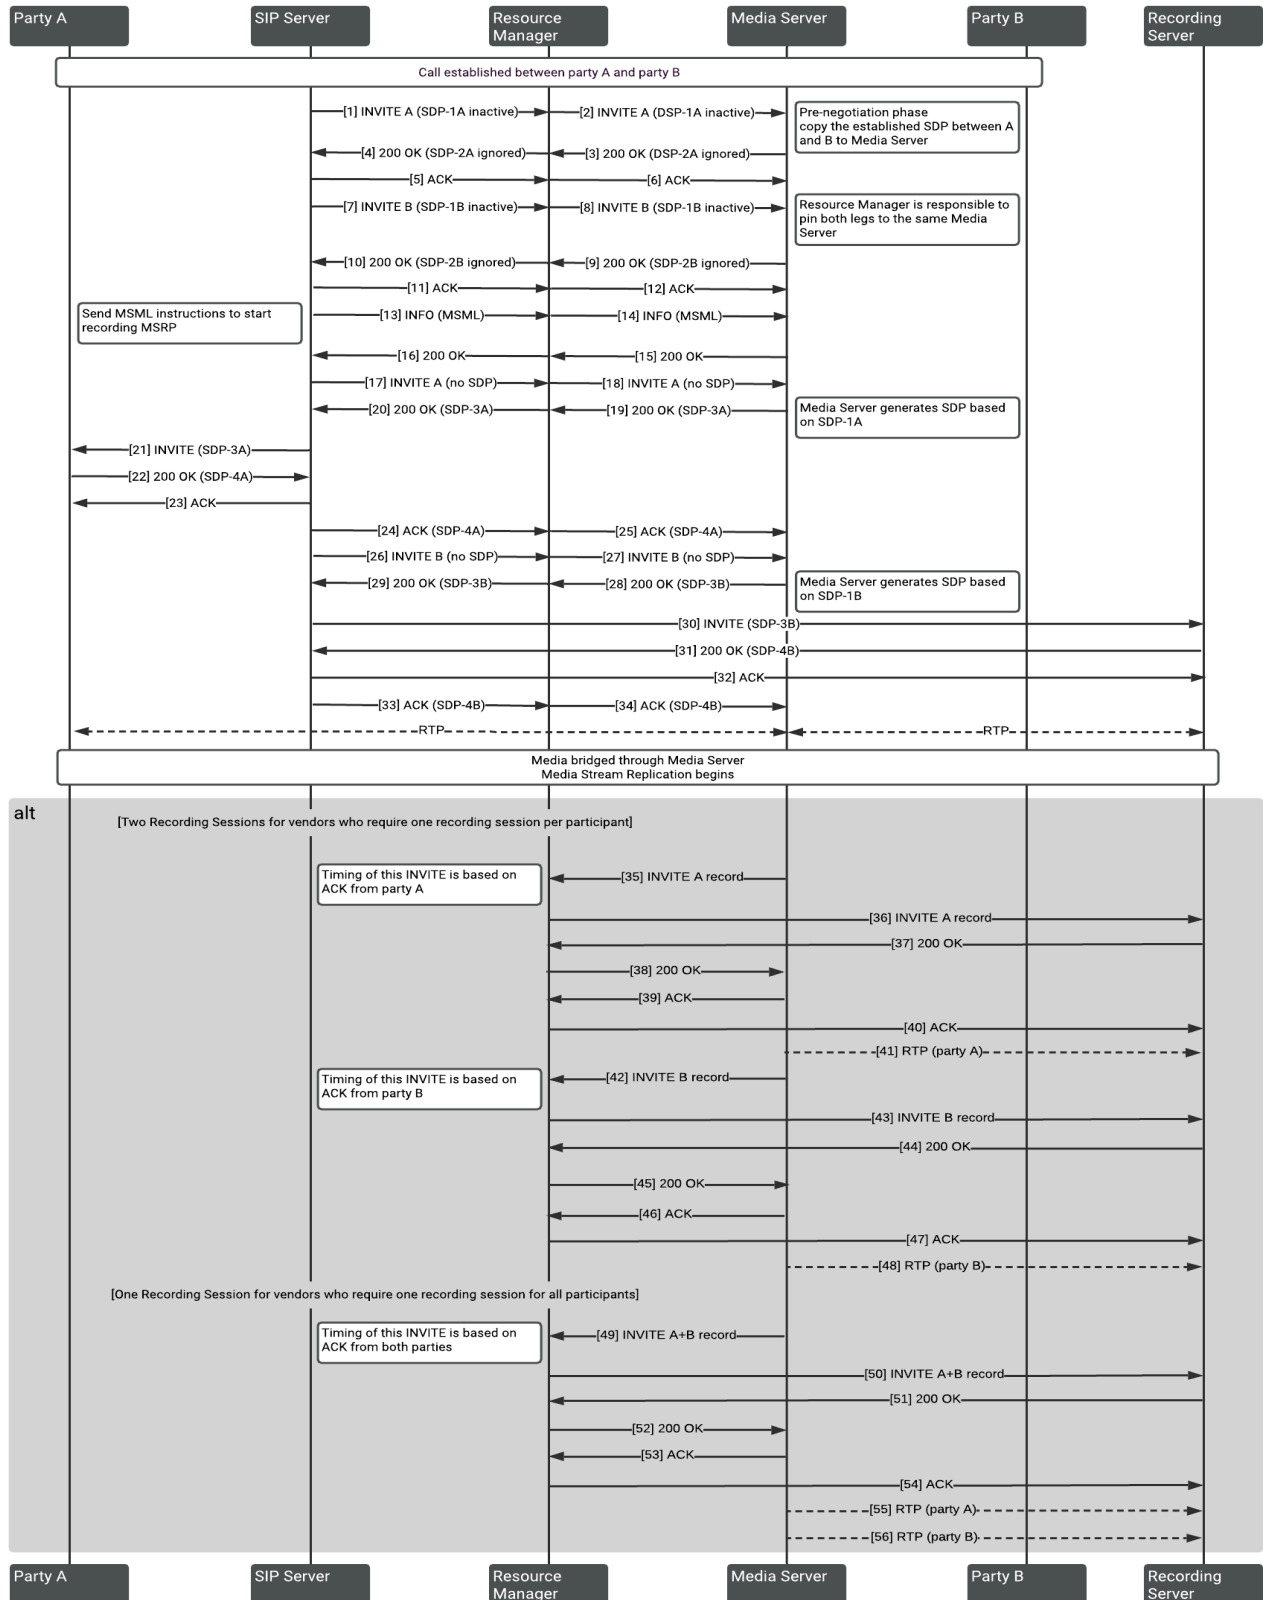 Party A
SIP Server
Resource
Manager
Media Server
Party B
Recording
Server
Call established between party A and party B
[1] INVITE A (SDP-1A inactive)
[2] INVITE A (DSP-1A inactive)
Pre-negotiation phase
copy the established SDP between A
and B to Media Server
[4] 200 OK (SDP-2A ignored)
[3] 200 OK (DSP-2A ignored)
[5] ACK
[6] ACK
[7] INVITE B (SDP-1B inactive)
[8] INVITE B (SDP-1B inactive)
Resource Manager is responsible to
pin both legs to the same Media
Server
[10] 200 OK (SDP-2B ignored)
[9] 200 OK (SDP-2B ignored)
[11] ACK
[12] ACK
Send MSML instructions to start
recording MSRP
[13] INFO (MSML)
[14] INFO (MSML)
[16] 200 OK
[15] 200 OK
[17] INVITE A (no SDP)
[18] INVITE A (no SDP)
[20] 200 OK (SDP-3A)
[19] 200 OK (SDP-3A)
Media Server generates SDP based
on SDP-1A
[21] INVITE (SDP-3A)
[22] 200 OK (SDP-4A)
[23] ACK
[24] ACK (SDP-4A)
[25] ACK (SDP-4A)
[26] INVITE B (no SDP)
[27] INVITE B (no SDP)
[29] 200 OK (SDP-3B)
[28] 200 OK (SDP-3B)
Media Server generates SDP based
on SDP-1B
[30] INVITE (SDP-3B)
[31] 200 OK (SDP-4B)
[32] ACK
[33] ACK (SDP-4B)
[34] ACK (SDP-4B)
RTP
RTP
Media bridged through Media Server
Media Stream Replication begins
alt
[Two Recording Sessions for vendors who require one recording session per participant]
Timing of this INVITE is based on
ACK from party A
[35] INVITE A record
[36] INVITE A record
[37] 200 OK
[38] 200 OK
[39] ACK
[40] ACK
[41] RTP (party A)
Timing of this INVITE is based on
ACK from party B
[42] INVITE B record
[43] INVITE B record
[44] 200 OK
[45] 200 OK
[46] ACK
[47] ACK
[48] RTP (party B)
[One Recording Session for vendors who require one recording session for all participants]
Timing of this INVITE is based on
ACK from both parties
[49] INVITE A+B record
[50] INVITE A+B record
[51] 200 OK
[52] 200 OK
[53] ACK
[54] ACK
[55] RTP (party A)
[56] RTP (party B)
Party A
SIP Server
Resource
Manager
Media Server
Party B
Recording
Server